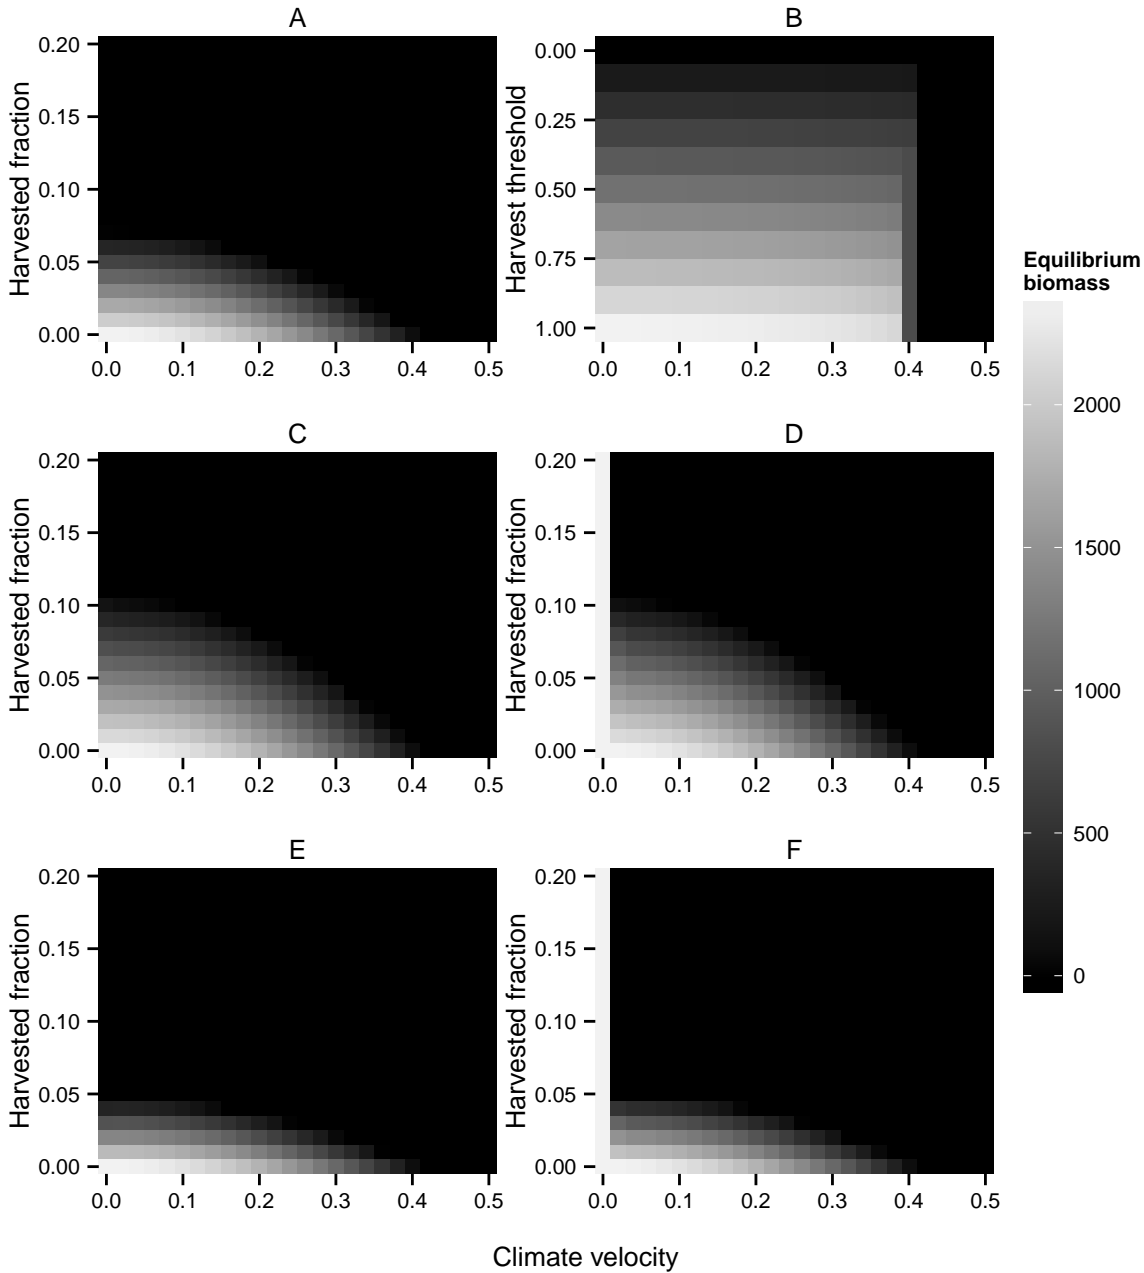 A
Harvested fraction
0.20
0.15
0.10
0.05
0.00
0.0 0.1 0.2 0.3 0.4 0.5
B
Harvest threshold
0.00
0.25
0.50
0.75
1.00
0.0 0.1 0.2 0.3 0.4 0.5
C
Harvested fraction
0.20
0.15
0.10
0.05
0.00
0.0 0.1 0.2 0.3 0.4 0.5
D
Harvested fraction
0.20
0.15
0.10
0.05
0.00
0.0 0.1 0.2 0.3 0.4 0.5
E
Harvested fraction
0.20
0.15
0.10
0.05
0.00
0.0 0.1 0.2 0.3 0.4 0.5
F
Harvested fraction
0.20
0.15
0.10
0.05
0.00
0.0 0.1 0.2 0.3 0.4 0.5
Climate velocity
Equilibrium
biomass
2000
1500
1000
500
0